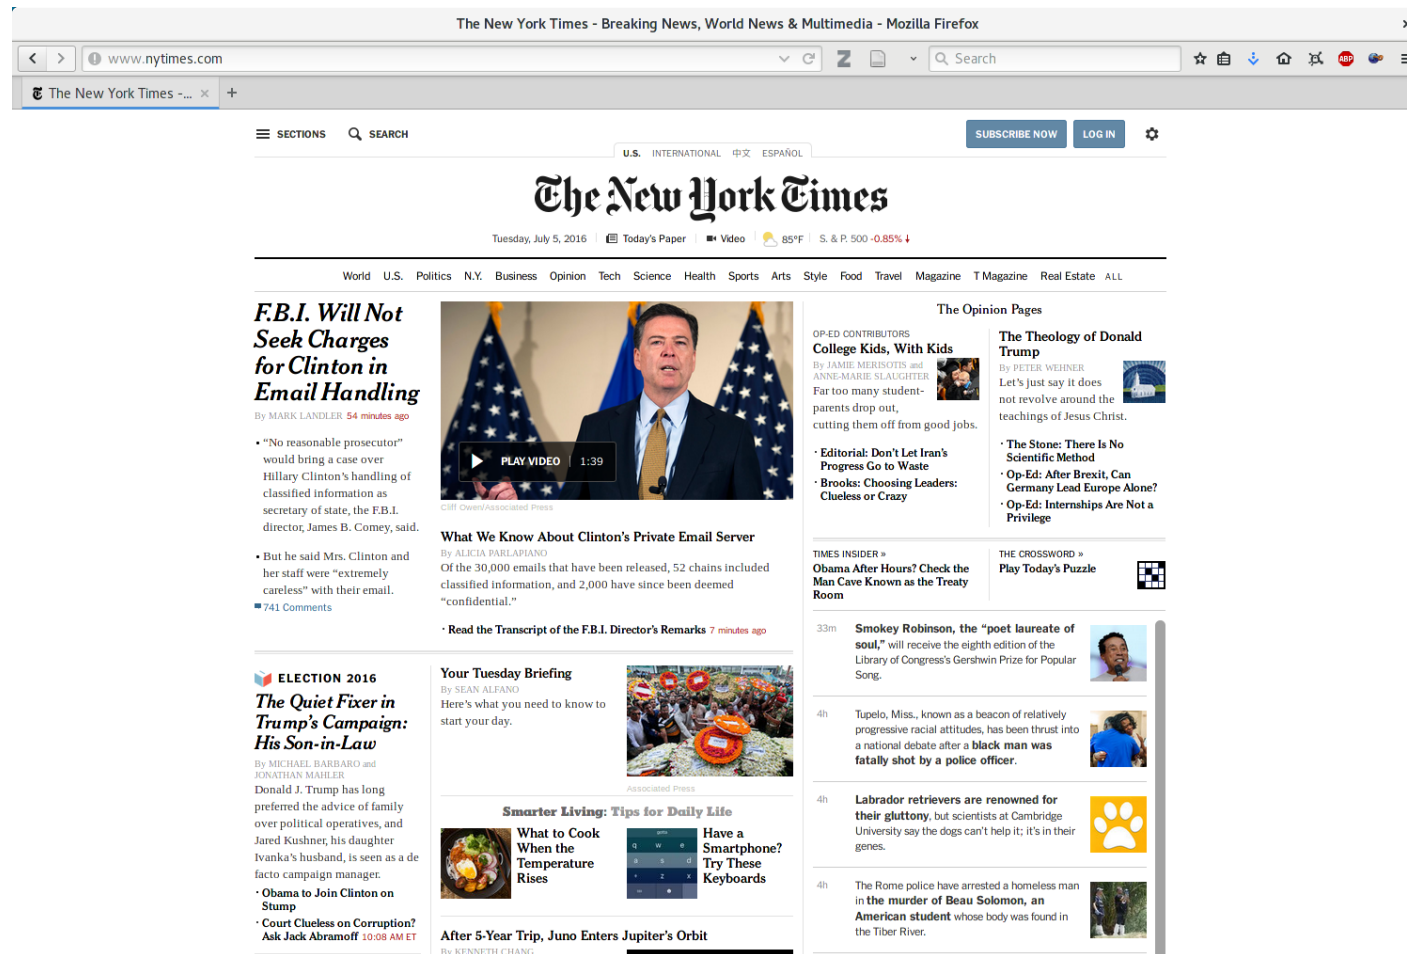 The New York Times - Breaking News, World News & Multimedia - Mozilla Firefox
www.nytimes.com
Search
The New York Times -...
SECTIONS
SEARCH
SUBSCRIBE NOW
LOG IN
U.S. INTERNATIONAL 中文 ESPAÑOL
The New York Times
Tuesday, July 5, 2016
Today's Paper
Video
85°F
S. & P. 500 -0.85%
World U.S. Politics N.Y. Business Opinion Tech Science Health Sports Arts Style Food Travel Magazine T Magazine Real Estate ALL
F.B.I. Will Not
Seek Charges
for Clinton in
Email Handling
By MARK LANDLER 54 minutes ago
• “No reasonable prosecutor”
would bring a case over
Hillary Clinton’s handling of
classified information as
secretary of state, the F.B.I.
director, James B. Comey, said.
• But he said Mrs. Clinton and
her staff were “extremely
careless” with their email.
741 Comments
PLAY VIDEO | 1:39
Cliff Owen/Associated Press
What We Know About Clinton’s Private Email Server
By ALICIA PARLAPIANO
Of the 30,000 emails that have been released, 52 chains included
classified information, and 2,000 have since been deemed
“confidential.”
· Read the Transcript of the F.B.I. Director’s Remarks 7 minutes ago
ELECTION 2016
The Quiet Fixer in
Trump’s Campaign:
His Son-in-Law
By MICHAEL BARBARO and
JONATHAN MAHLER
Donald J. Trump has long
preferred the advice of family
over political operatives, and
Jared Kushner, his daughter
Ivanka’s husband, is seen as a de
facto campaign manager.
· Obama to Join Clinton on
Stump
· Court Clueless on Corruption?
Ask Jack Abramoff 10:08 AM ET
Your Tuesday Briefing
By SEAN ALFANO
Here’s what you need to know to
start your day.
Associated Press
Smarter Living: Tips for Daily Life
What to Cook
When the
Temperature
Rises
q w e
a s d
z x
Have a
Smartphone?
Try These
Keyboards
After 5-Year Trip, Juno Enters Jupiter’s Orbit
By KENNETH CHANG
The Opinion Pages
OP-ED CONTRIBUTORS
College Kids, With Kids
By JAMIE MERISOTIS and
ANNE-MARIE SLAUGHTER
Far too many student-
parents drop out,
cutting them off from good jobs.
· Editorial: Don’t Let Iran’s
Progress Go to Waste
· Brooks: Choosing Leaders:
Clueless or Crazy
The Theology of Donald
Trump
By PETER WEHNER
Let’s just say it does
not revolve around the
teachings of Jesus Christ.
· The Stone: There Is No
Scientific Method
· Op-Ed: After Brexit, Can
Germany Lead Europe Alone?
· Op-Ed: Internships Are Not a
Privilege
TIMES INSIDER »
Obama After Hours? Check the
Man Cave Known as the Treaty
Room
THE CROSSWORD »
Play Today’s Puzzle
33m
Smokey Robinson, the “poet laureate of
soul,” will receive the eighth edition of the
Library of Congress’s Gershwin Prize for Popular
Song.
4h
Tupelo, Miss., known as a beacon of relatively
progressive racial attitudes, has been thrust into
a national debate after a black man was
fatally shot by a police officer.
4h
Labrador retrievers are renowned for
their gluttony, but scientists at Cambridge
University say the dogs can’t help it; it’s in their
genes.
4h
The Rome police have arrested a homeless man
in the murder of Beau Solomon, an
American student whose body was found in
the Tiber River.